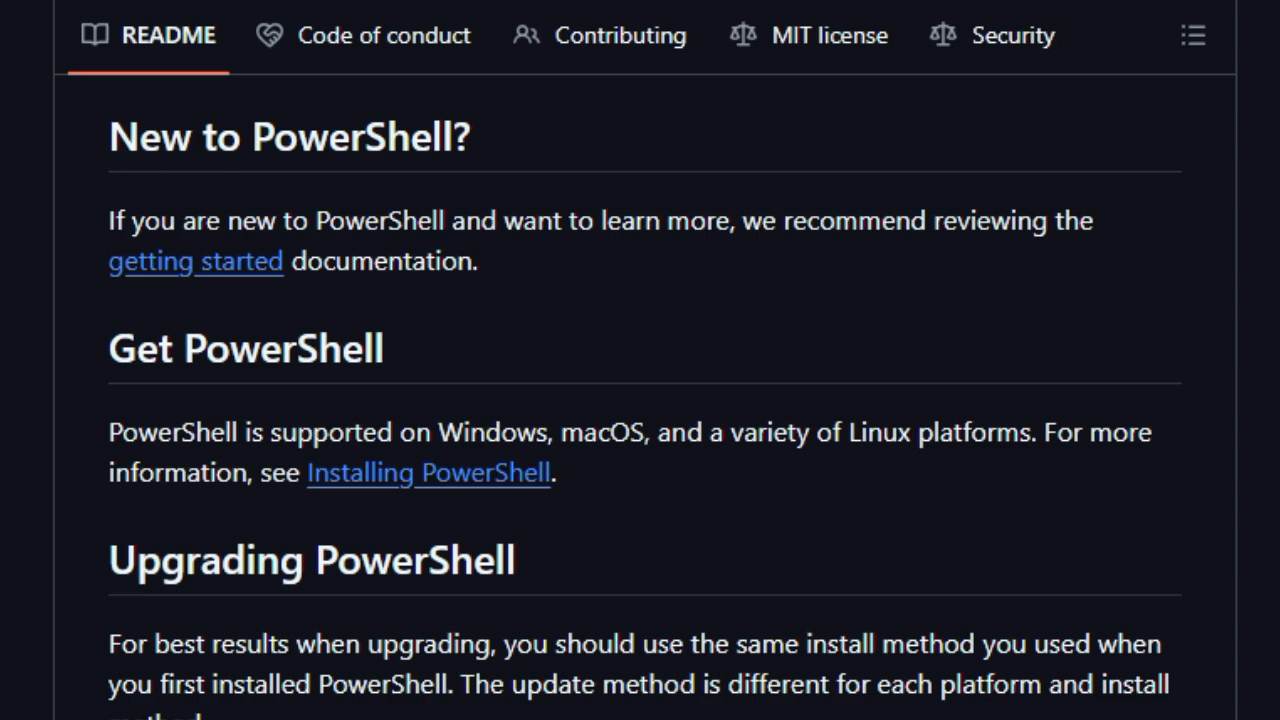 README Code of conduct Contributing MIT license Security
New to PowerShell?
If you are new to PowerShell and want to learn more, we recommend reviewing the
getting started documentation.
Get PowerShell
PowerShell is supported on Windows, macOS, and a variety of Linux platforms. For more
information, see Installing PowerShell.
Upgrading PowerShell
For best results when upgrading, you should use the same install method you used when
you first installed PowerShell. The update method is different for each platform and install